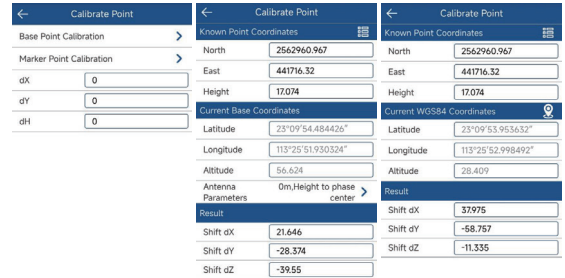 Calibrate Point
Base Point Calibration
Marker Point Calibration
dX 0
dY 0
dH 0
Calibrate Point
Known Point Coordinates
North 2562960.967
East 441716.32
Height 17.074
Current Base Coordinates
Latitude 23°09'54.484426"
Longitude 113°25'51.930324"
Altitude 56.624
Antenna Parameters 0m,Height to phase center
Result
Shift dX 21.646
Shift dY -28.374
Shift dZ -39.55
Calibrate Point
Known Point Coordinates
North 2562960.967
East 441716.32
Height 17.074
Current WGS84 Coordinates
Latitude 23°09'53.953632"
Longitude 113°25'52.998492"
Altitude 28.409
Result
Shift dX 37.975
Shift dY -58.757
Shift dZ -11.335